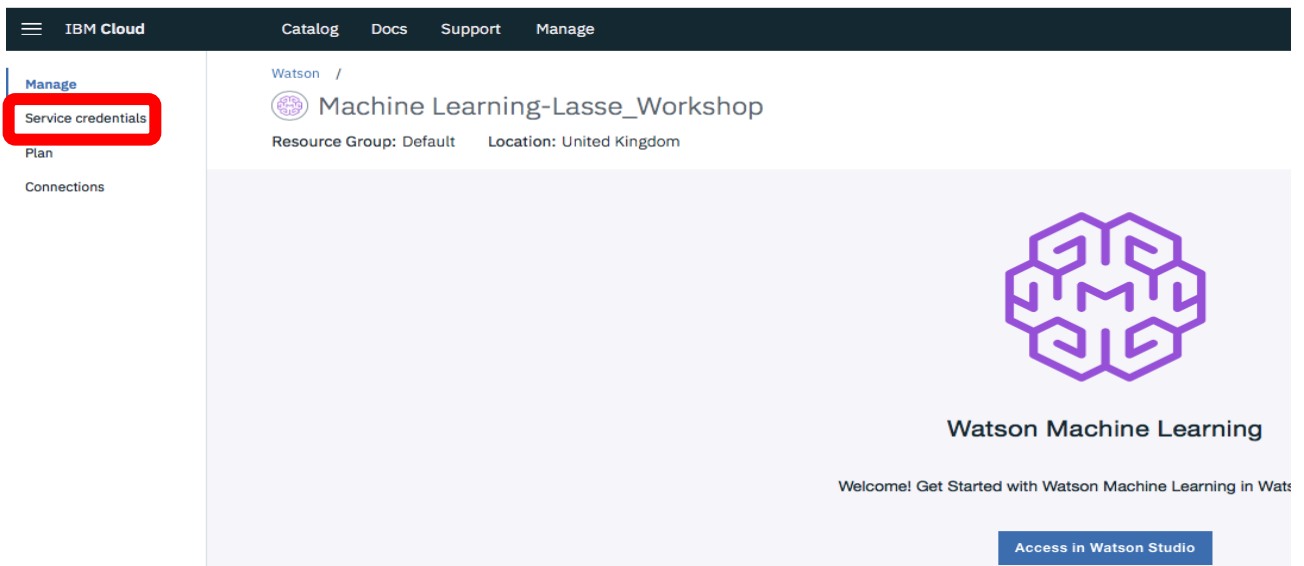 IBM Cloud Catalog Docs Support Manage
Manage
Service credentials
Plan
Connections
Watson /
Machine Learning-Lasse_Workshop
Resource Group: Default Location: United Kingdom
Watson Machine Learning
Welcome! Get Started with Watson Machine Learning in Wats
Access in Watson Studio